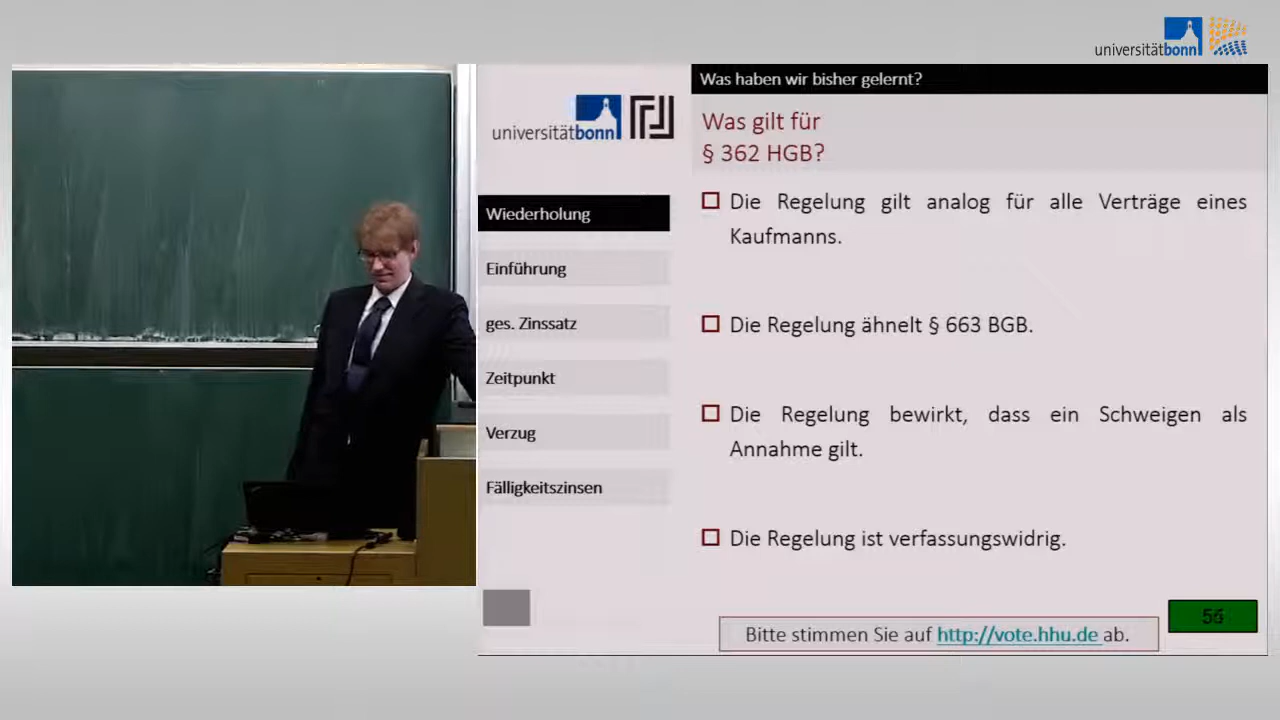 universitätbonn
Was haben wir bisher gelernt?
universitätbonn
Was gilt für
§ 362 HGB?
Wiederholung
Einführung
ges. Zinssatz
Zeitpunkt
Verzug
Fälligkeitszinsen
Die Regelung gilt analog für alle Verträge eines
Kaufmanns.
Die Regelung ähnelt § 663 BGB.
Die Regelung bewirkt, dass ein Schweigen als
Annahme gilt.
Die Regelung ist verfassungswidrig.
Bitte stimmen Sie auf http://vote.hhu.de ab.